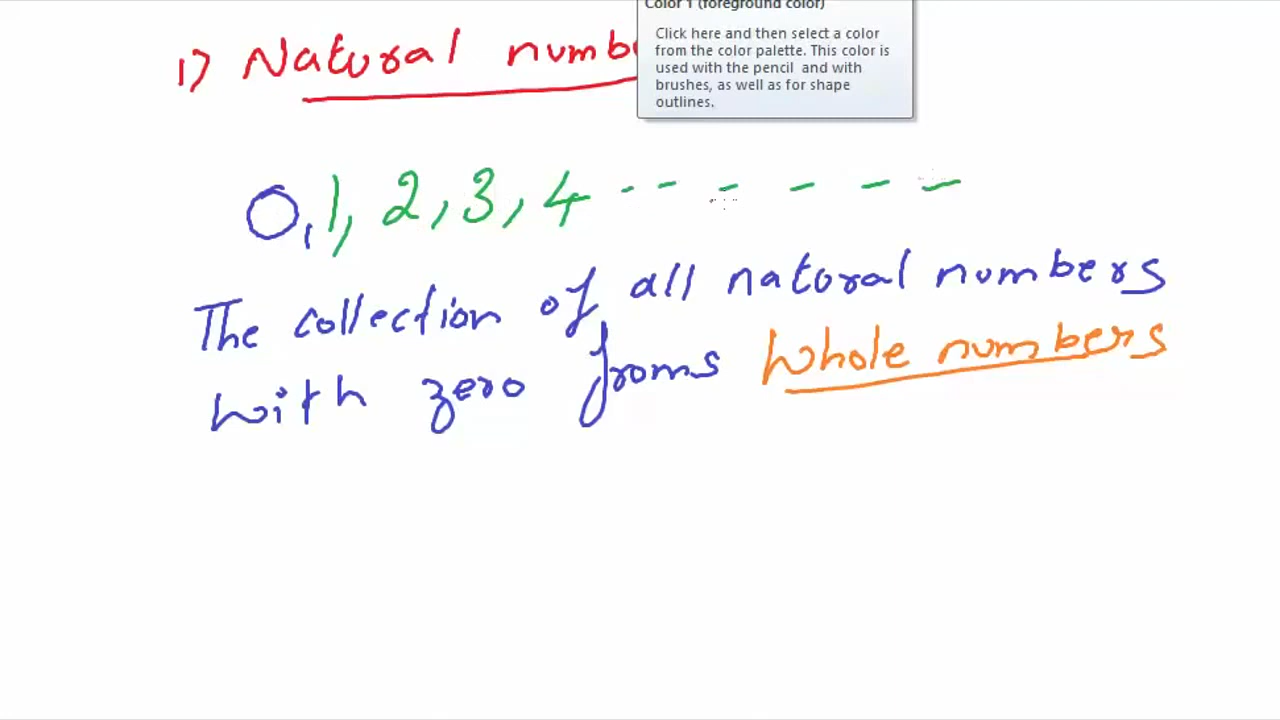 Color 1 (foreground color)
Click here and then select a color
from the color palette. This color is
used with the pencil and with
brushes, as well as for shape
outlines.
1) Natural numbe
0, 1, 2, 3, 4 -- - - - -
The collection of all natural numbers
with zero froms whole numbers